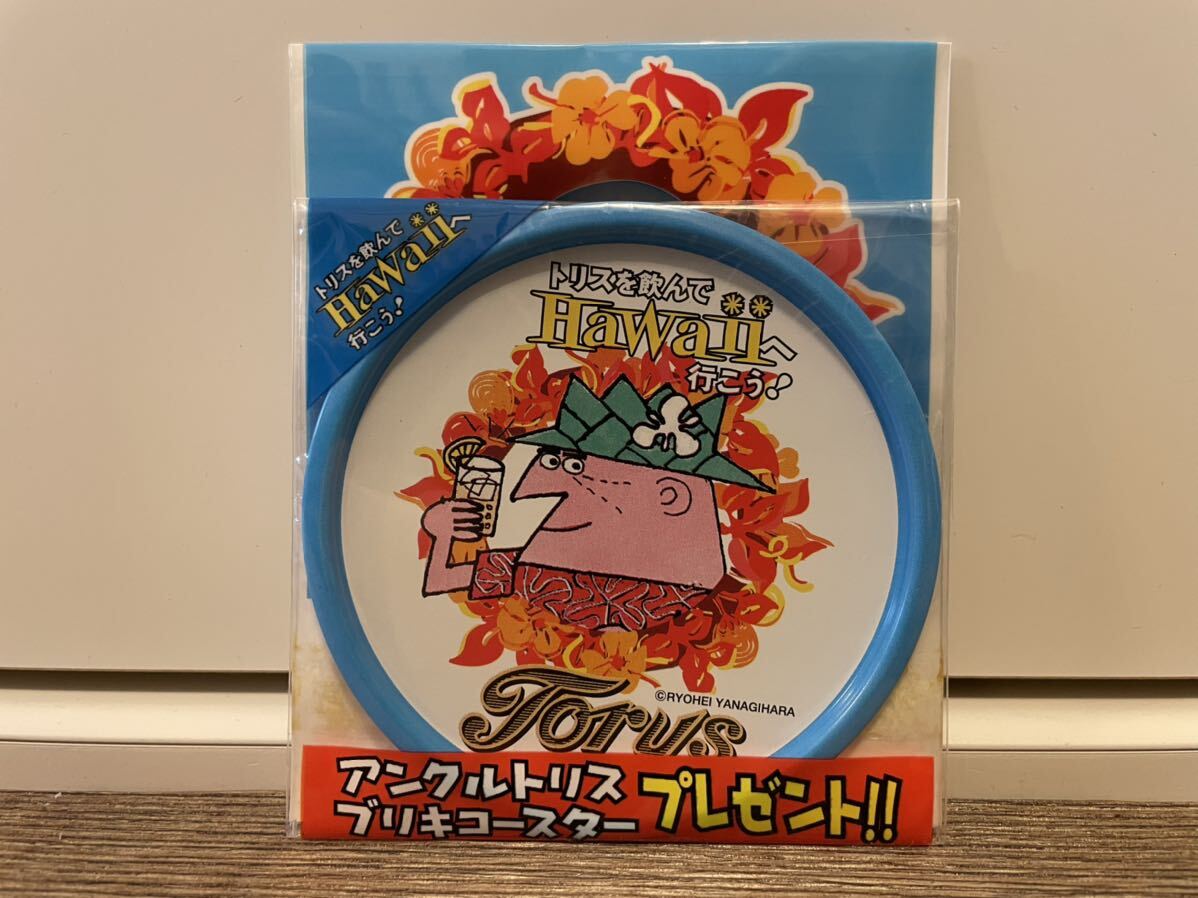 トリスを飲んで
Hawaiiへ
行こう!
トリスを飲んで
Hawaiiへ
行こう!
©RYOHEI YANAGIHARA
Torys
アンクルトリス
ブリキコースター
プレゼント!!